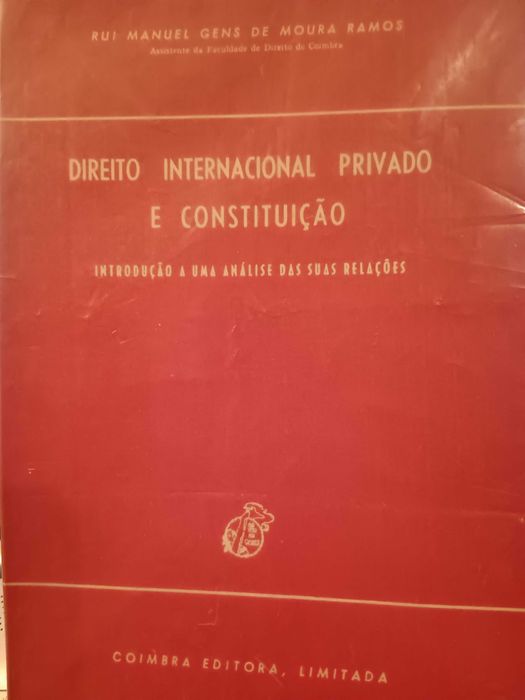 RUI MANUEL GENS DE MOURA RAMOS
Assistente da Faculdade de Direito de Coimbra
DIREITO INTERNACIONAL PRIVADO
E CONSTITUIÇÃO
INTRODUÇÃO A UMA ANÁLISE DAS SUAS RELAÇÕES
COIMBRA EDITORA, LIMITADA